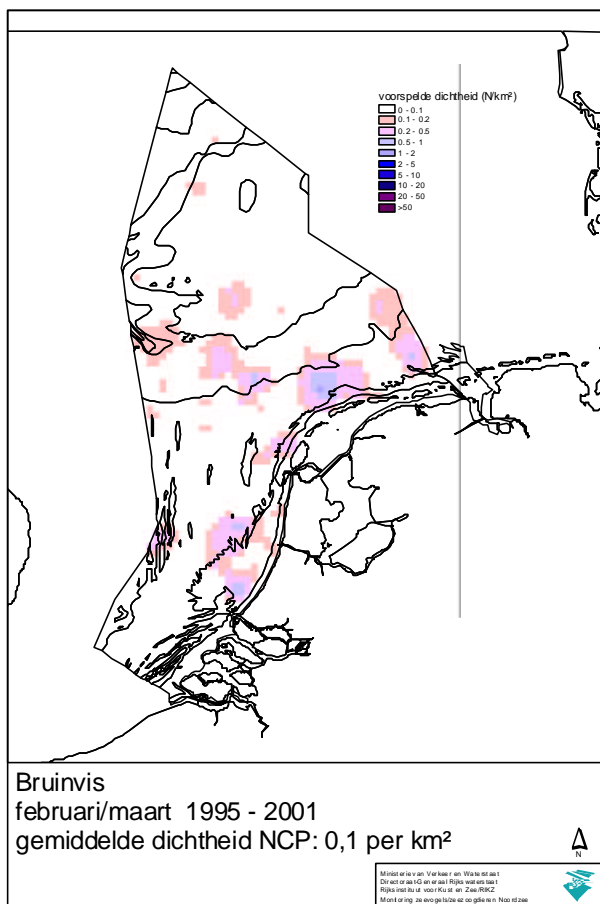 voorspelde dichtheid (N/km²)
0 - 0.1
0.1 - 0.2
0.2 - 0.5
0.5 - 1
1 - 2
2 - 5
5 - 10
10 - 20
20 - 50
>50
Bruinvis
februari/maart 1995 - 2001
gemiddelde dichtheid NCP: 0,1 per km²
N
Ministerie van Verkeer en Waterstaat
Directoraat-Generaal Rijkswaterstaat
Rijksinstituut voor Kust en Zee/RIKZ
Monitoring zeevogels/zeezoogdieren Noordzee